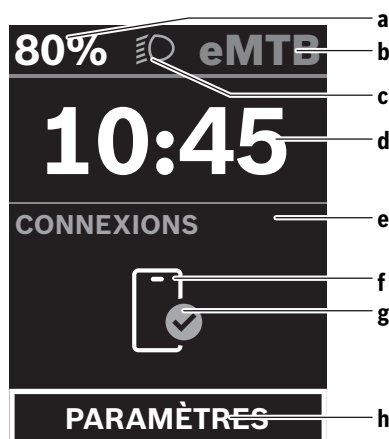 a
80% eMTB b
c
10:45 d
CONNEXIONS e
f
g
PARAMÈTRES h